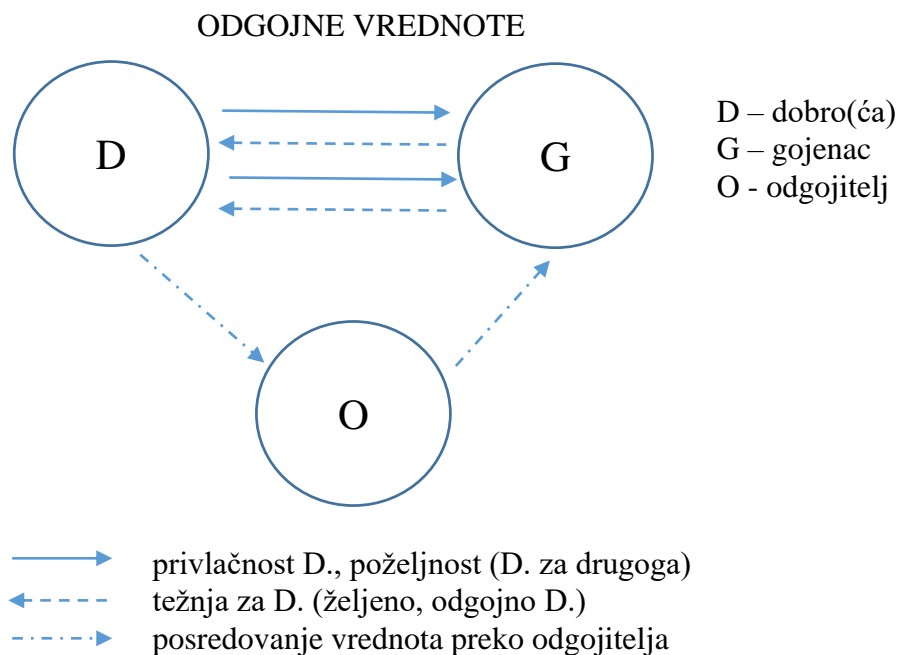 ODGOJNE VREDNOTE
D
G
D – dobro(ća)
G – gojenac
O - odgojitelj
O
privlačnost D., poželjnost (D. za drugoga)
težnja za D. (željeno, odgojno D.)
posredovanje vrednota preko odgojitelja